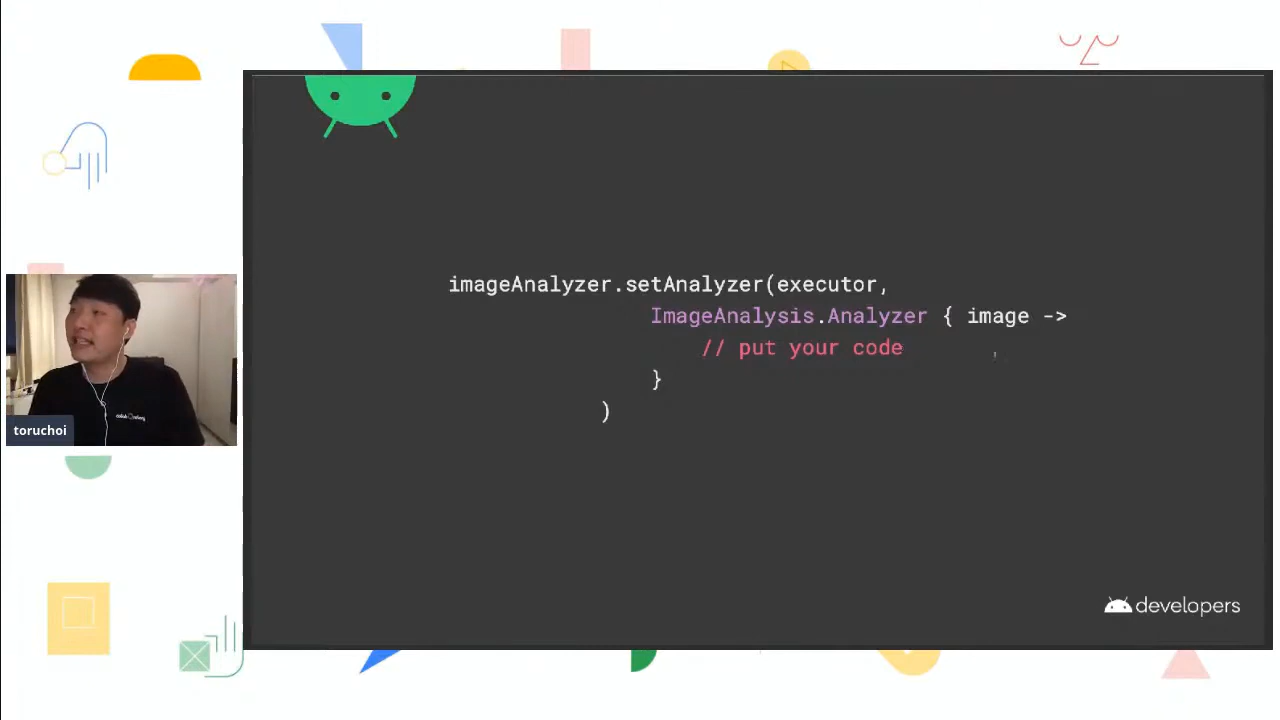 imageAnalyzer.setAnalyzer(executor,
ImageAnalysis.Analyzer { image ->
// put your code
}
)
toruchoi
developers